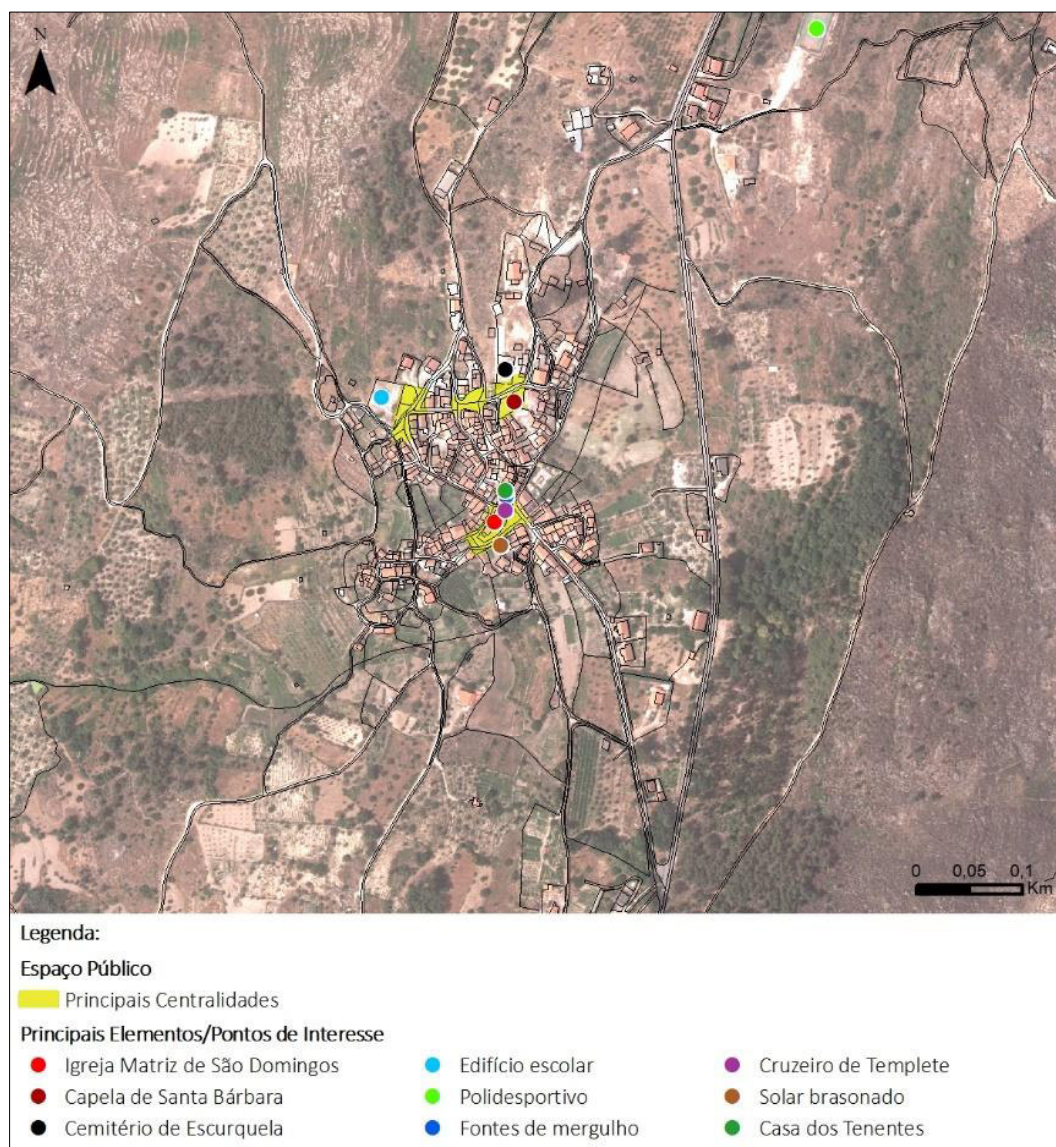 N
0 0,05 0,1
Km
Legenda:
Espaço Público
Principais Centralidades
Principais Elementos/Pontos de Interesse
Igreja Matriz de São Domingos
Edifício escolar
Cruzeiro de Templete
Capela de Santa Bárbara
Polidesportivo
Solar brasonado
Cemitério de Escurquela
Fontes de mergulho
Casa dos Tenentes